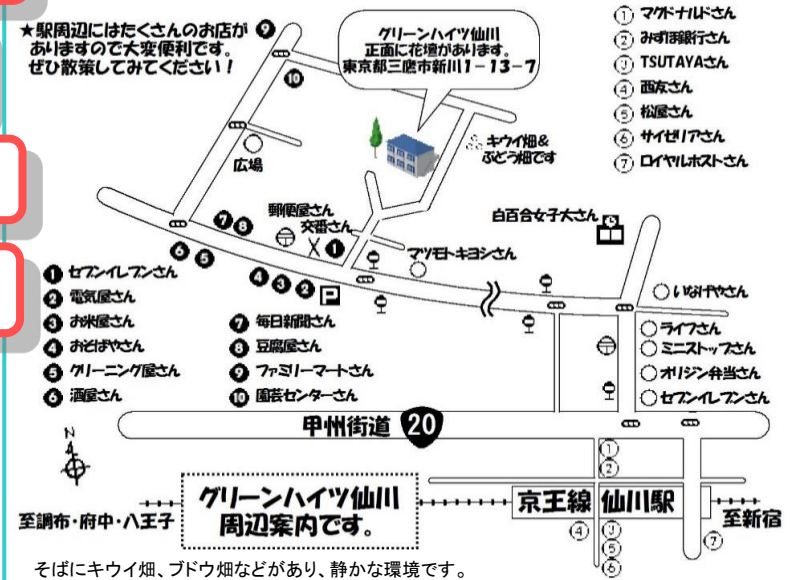 ★駅周辺にはたくさんのお店が
ありますので大変便利です。
ぜひ散策してみてください！
グリーンハイツ仙川
正面に花壇があります。
東京都三鷹市新川1-13-7
① マクドナルドさん
② みずほ銀行さん
③ TSUTAYAさん
④ 西友さん
⑤ 松屋さん
⑥ サイゼリアさん
⑦ ロイヤルホストさん
❾
❿
広場
キウイ畑&
ぶどう畑です
❼
❽
郵便屋さん
交番さん
X
❶
白百合女子大さん
マツモトキヨシさん
❻
❺
❹
❸
❷
P
❶ セブンイレブンさん
❷ 電気屋さん
❸ お米屋さん
❹ おそばやさん
❺ クリーニング屋さん
❻ 酒屋さん
❼ 毎日新聞さん
❽ 豆腐屋さん
❾ ファミリーマートさん
❿ 園芸センターさん
いなげやさん
ライフさん
ミニストップさん
オリジン弁当さん
セブンイレブンさん
甲州街道 20
N
①
②
至調布・府中・八王子
グリーンハイツ仙川
周辺案内です。
京王線 仙川駅
至新宿
④
③
⑤
⑥
⑦
そばにキウイ畑、ブドウ畑などがあり、静かな環境です。